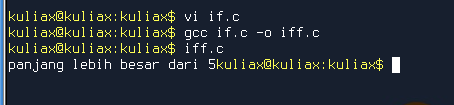 kuliax@kuliax:kuliax$ vi if.c
kuliax@kuliax:kuliax$ gcc if.c -o iff.c
kuliax@kuliax:kuliax$ iff.c
panjang lebih besar dari 5kuliax@kuliax:kuliax$